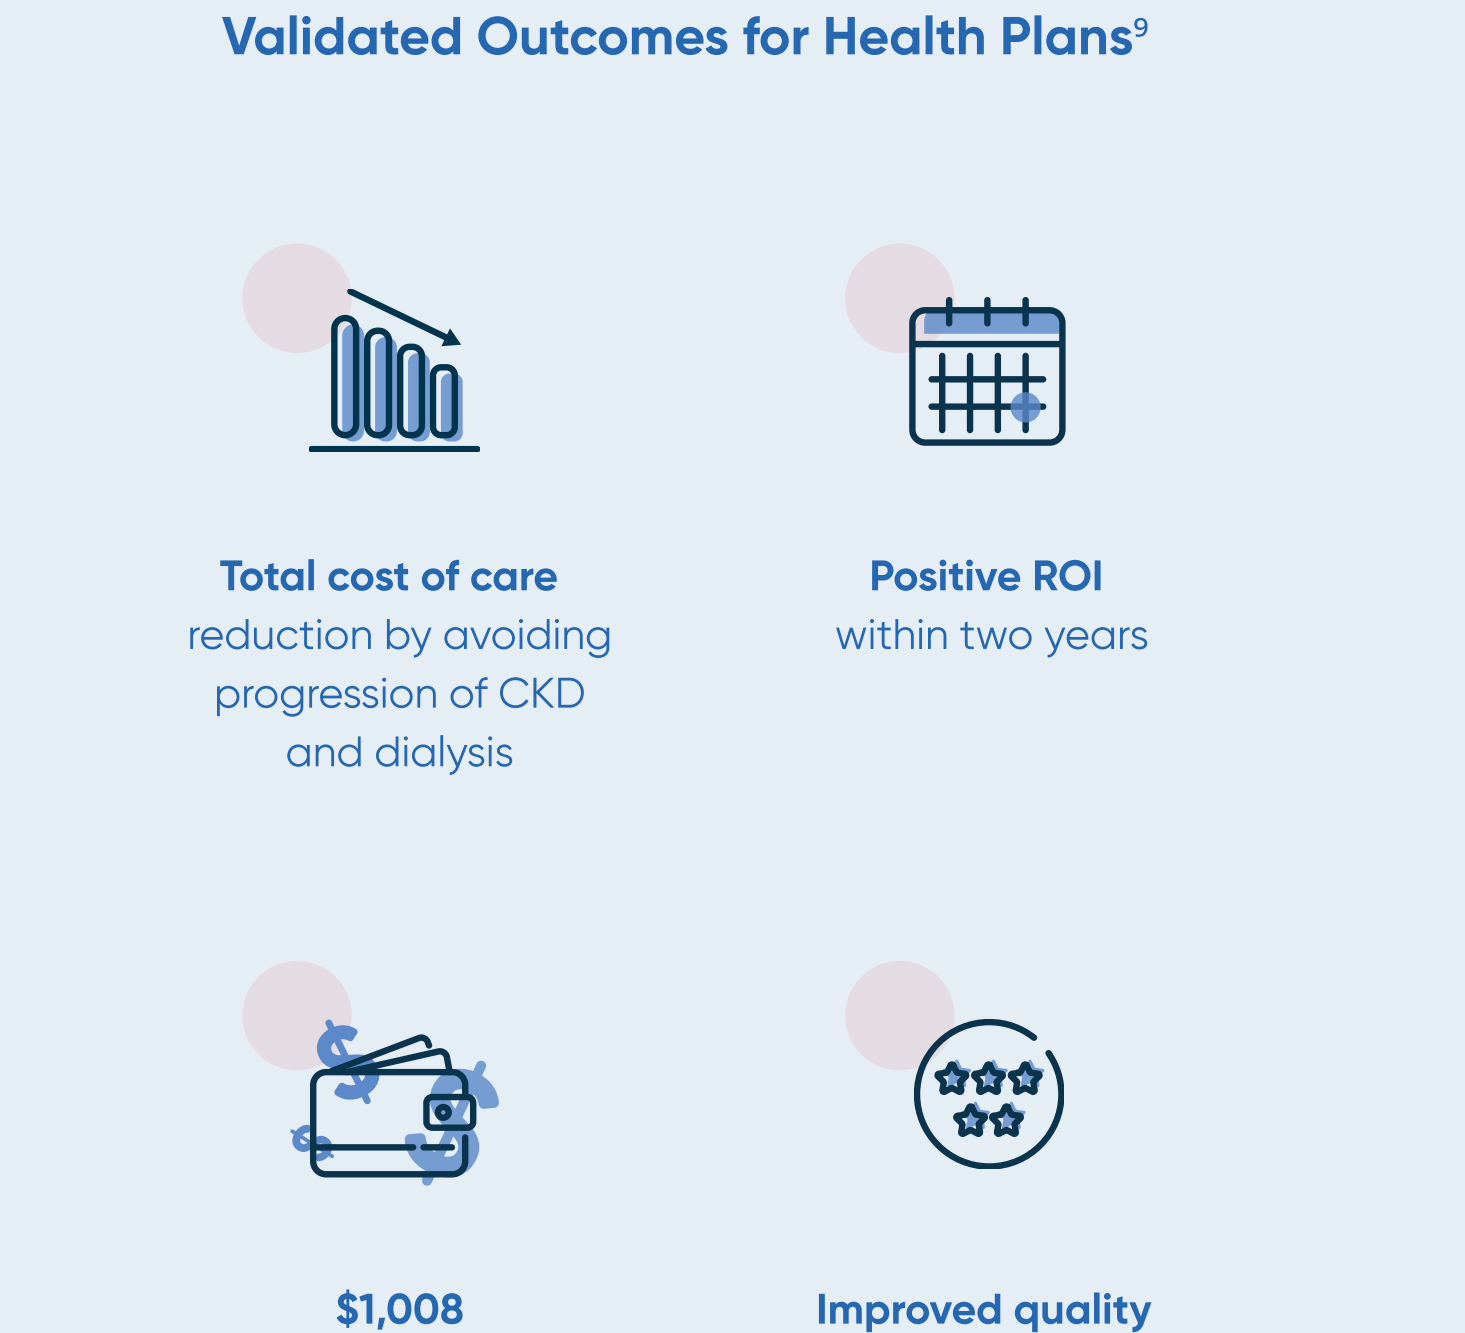 Validated Outcomes for Health Plans⁹
Total cost of care
reduction by avoiding
progression of CKD
and dialysis
Positive ROI
within two years
$1,008
Improved quality